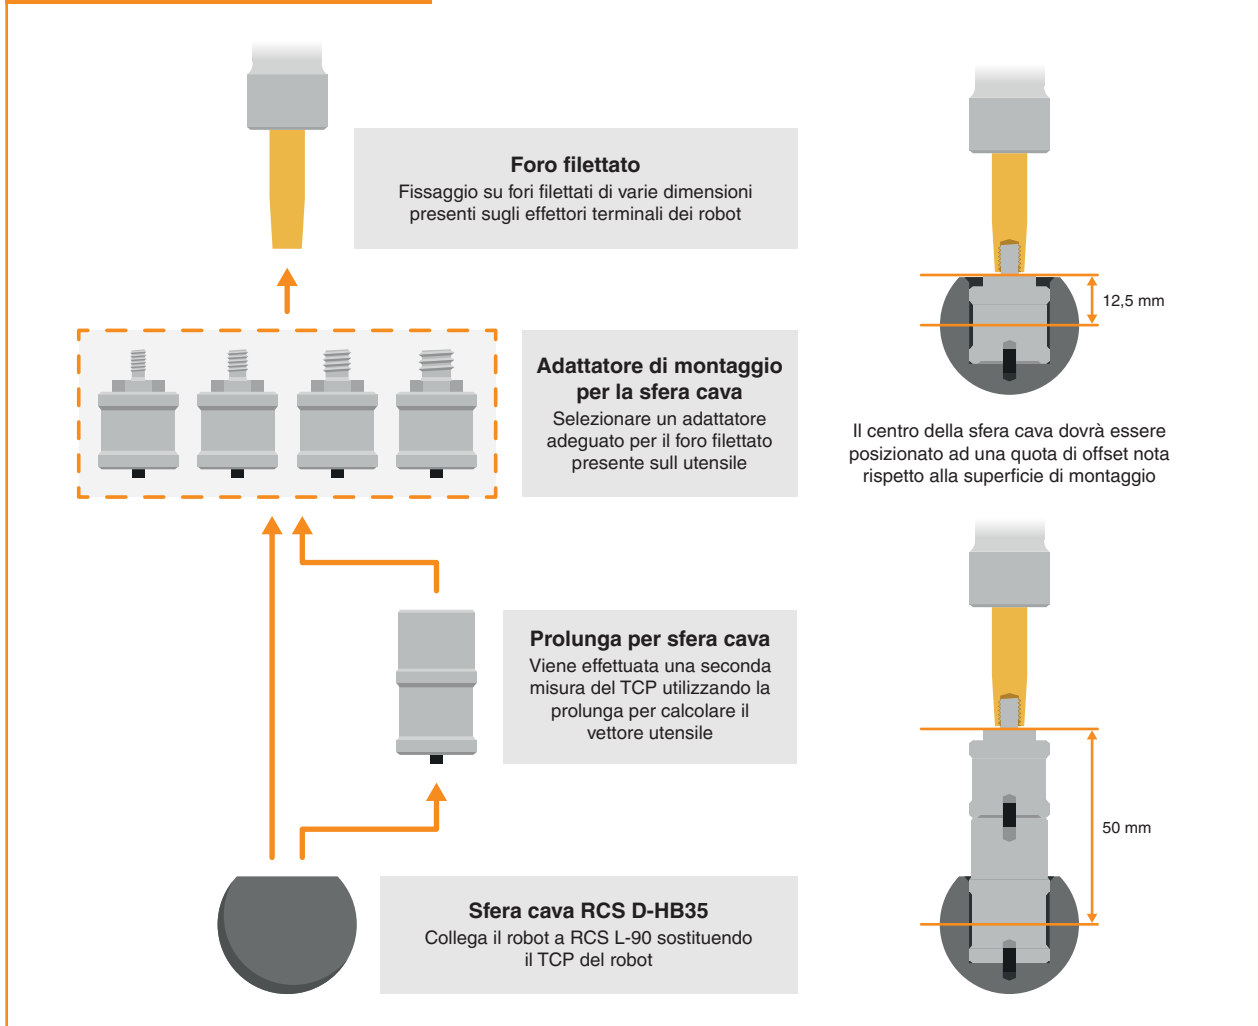 Foro filettato
Fissaggio su fori filettati di varie dimensioni
presenti sugli effettori terminali dei robot
12,5 mm
Adattatore di montaggio
per la sfera cava
Selezionare un adattatore
adeguato per il foro filettato
presente sull utensile
Il centro della sfera cava dovrà essere
posizionato ad una quota di offset nota
rispetto alla superficie di montaggio
Prolunga per sfera cava
Viene effettuata una seconda
misura del TCP utilizzando la
prolunga per calcolare il
vettore utensile
50 mm
Sfera cava RCS D-HB35
Collega il robot a RCS L-90 sostituendo
il TCP del robot